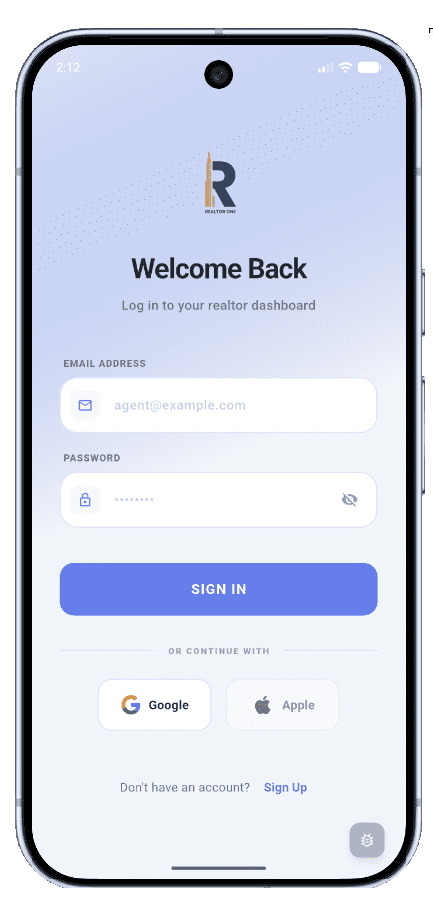 2:12
REALTOR ONE
Welcome Back
Log in to your realtor dashboard
EMAIL ADDRESS
agent@example.com
PASSWORD
SIGN IN
OR CONTINUE WITH
Google
Apple
Don't have an account? Sign Up